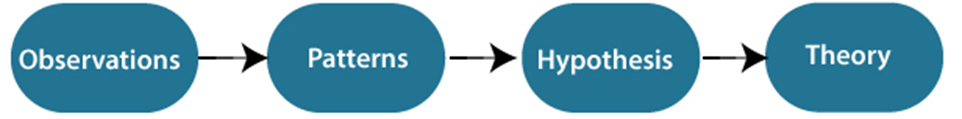 Observations
Patterns
Hypothesis
Theory